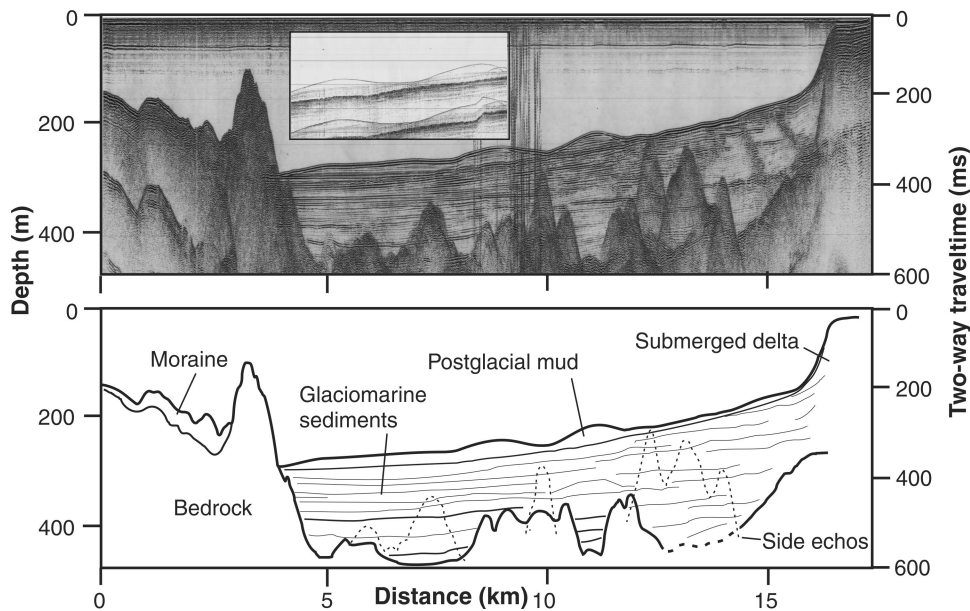 0
200
400
0
200
400
600
Depth (m)
Two-way traveltime (ms)
0
200
400
0
200
400
600
Moraine
Glaciomarine
sediments
Postglacial mud
Submerged delta
Bedrock
Side echos
0
5
10
15
Distance (km)